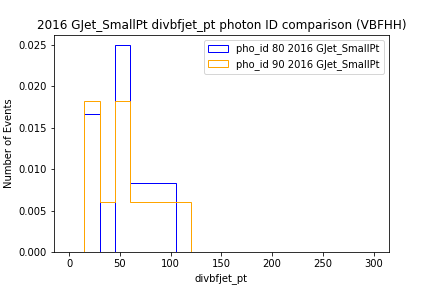 2016 GJet_SmallPt divbfjet_pt photon ID comparison (VBFHH)
pho_id 80 2016 GJet_SmallPt
pho_id 90 2016 GJet_SmallPt
Number of Events
0.025
0.020
0.015
0.010
0.005
0.000
0 50 100 150 200 250 300
divbfjet_pt